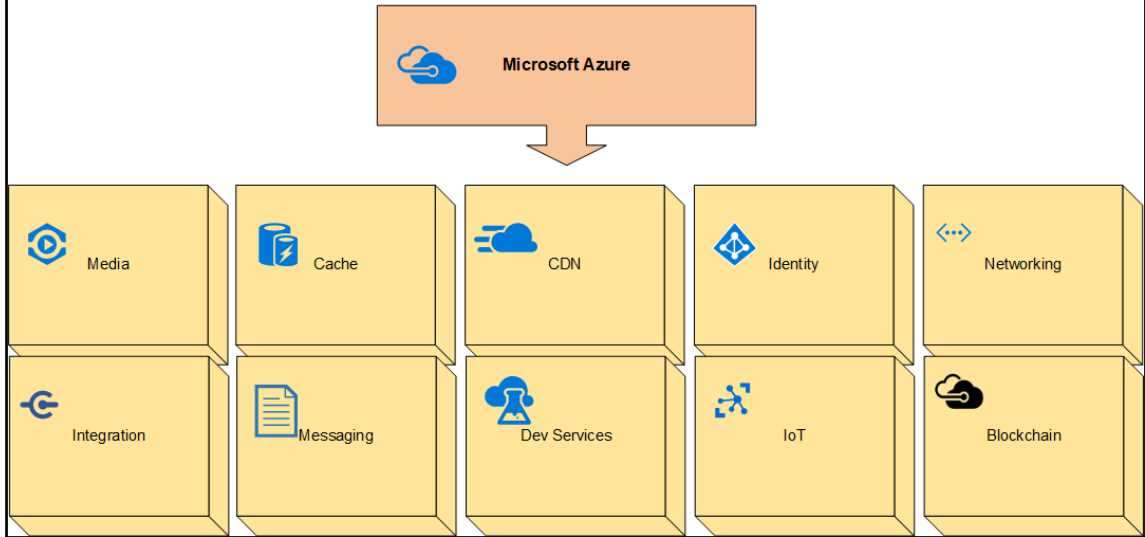 Microsoft Azure
Media
Cache
CDN
Identity
Networking
Integration
Messaging
Dev Services
IoT
Blockchain